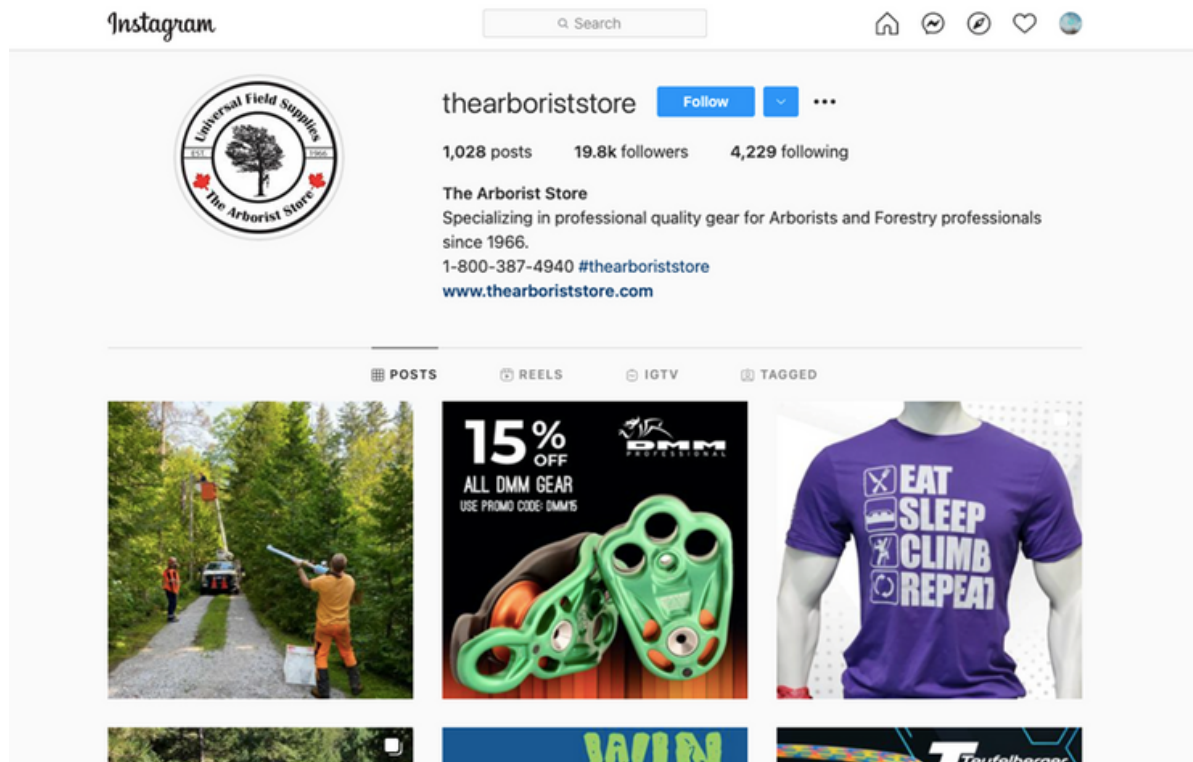 Instagram
Search
Universal Field Supplies
EST. 1966
The Arborist Store
thearboriststore Follow
1,028 posts 19.8k followers 4,229 following
The Arborist Store
Specializing in professional quality gear for Arborists and Forestry professionals
since 1966.
1-800-387-4940 #thearboriststore
www.thearboriststore.com
POSTS REELS IGTV TAGGED
15% OFF
DMM
PROFESSIONAL
ALL DMM GEAR
USE PROMO CODE: DMM15
EAT
SLEEP
CLIMB
REPEAT
WIN
Teufelberger